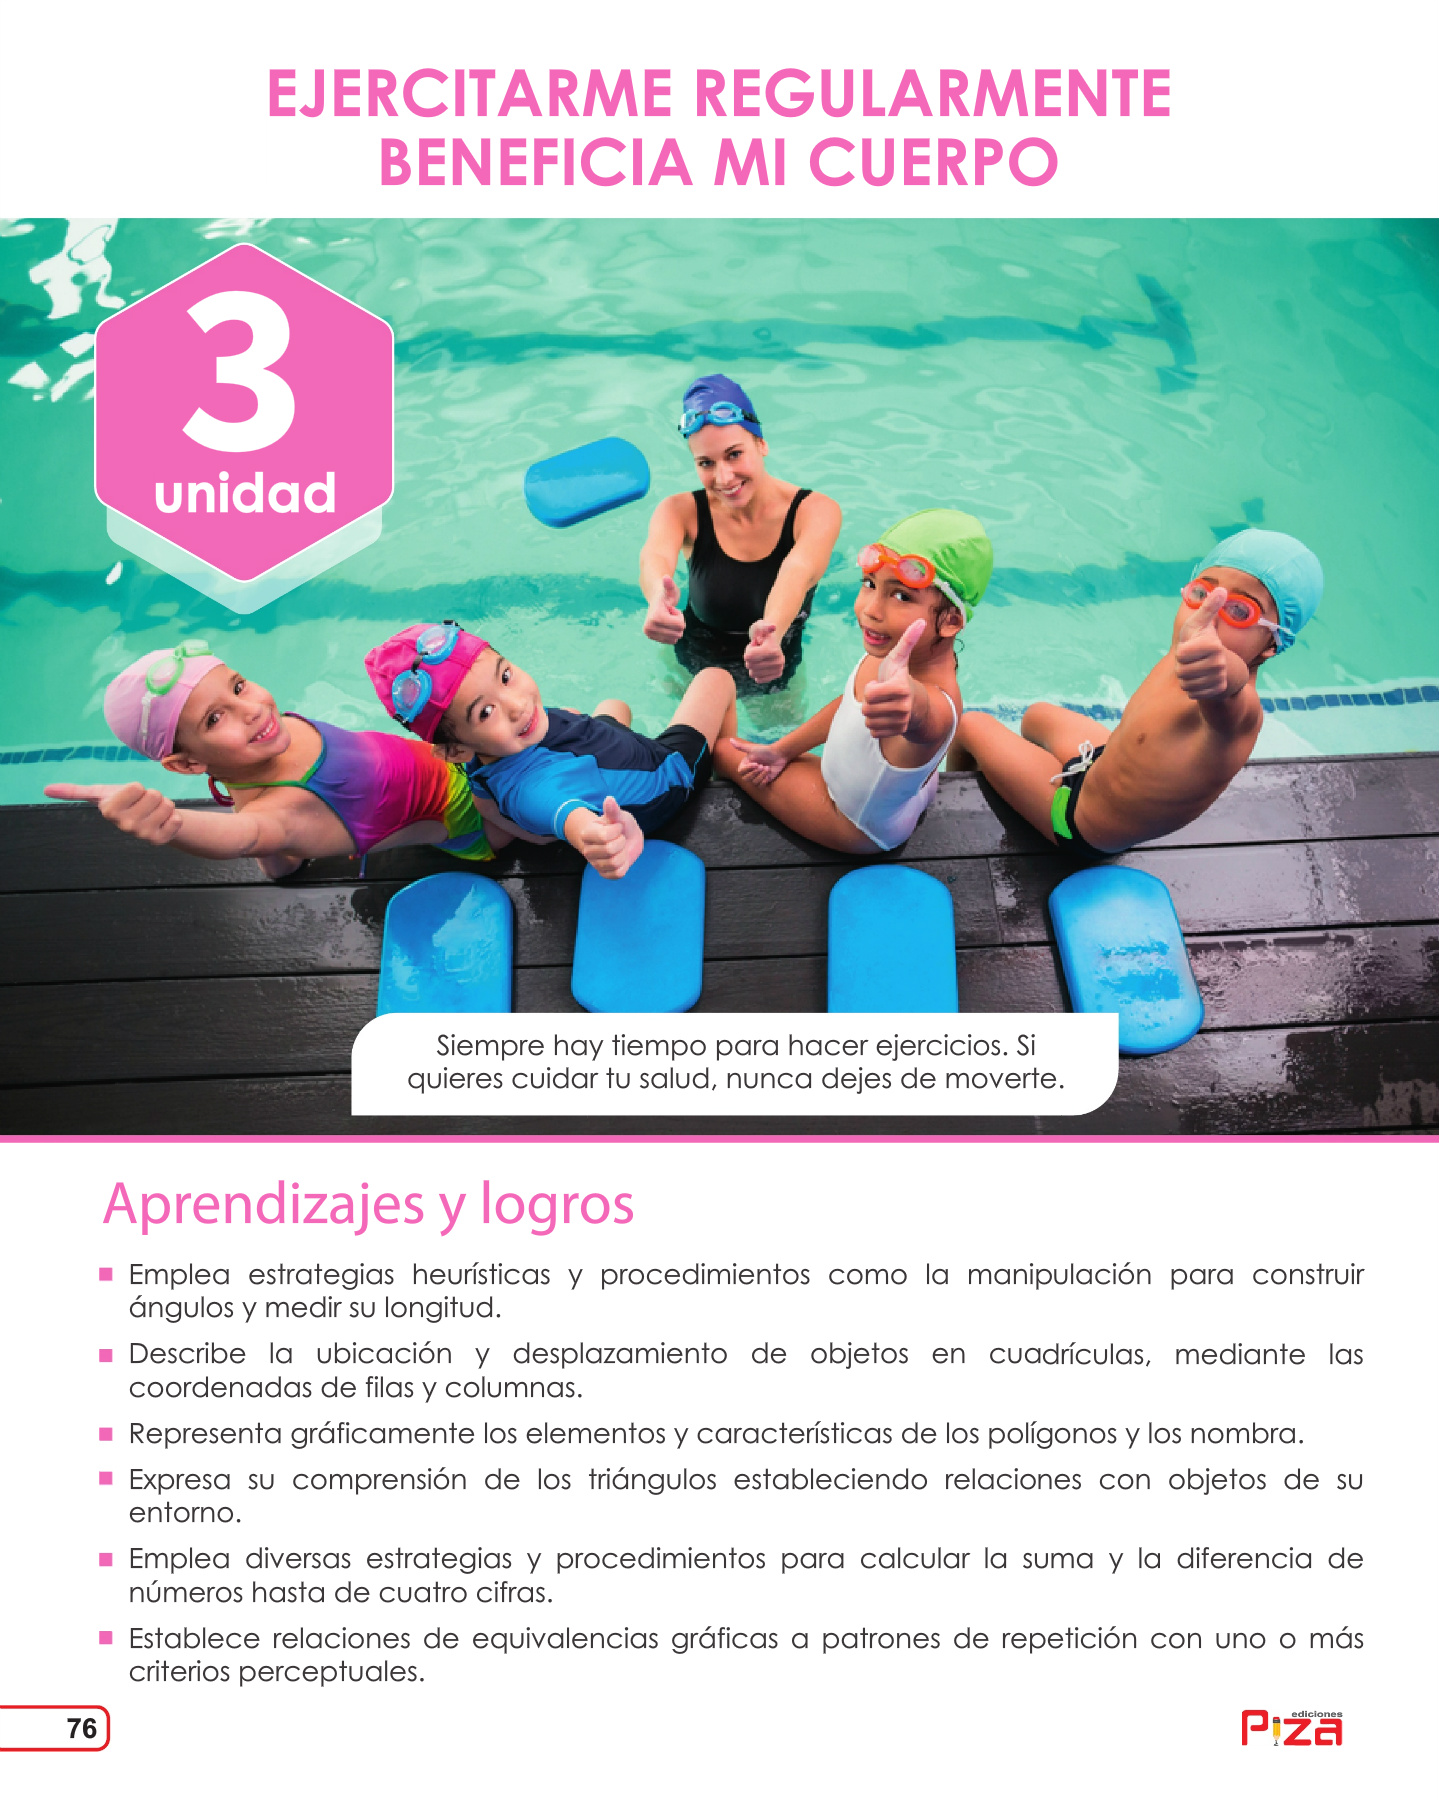 EJERCITARME REGULARMENTE
BENEFICIA MI CUERPO
3
unidad
Siempre hay tiempo para hacer ejercicios. Si
quieres cuidar tu salud, nunca dejes de moverte.
Aprendizajes y logros
Emplea estrategias heurísticas y procedimientos como la manipulación para construir
ángulos y medir su longitud.
Describe la ubicación y desplazamiento de objetos en cuadrículas, mediante las
coordenadas de filas y columnas.
Representa gráficamente los elementos y características de los polígonos y los nombra.
Expresa su comprensión de los triángulos estableciendo relaciones con objetos de su
entorno.
Emplea diversas estrategias y procedimientos para calcular la suma y la diferencia de
números hasta de cuatro cifras.
Establece relaciones de equivalencias gráficas a patrones de repetición con uno o más
criterios perceptuales.
76
ediciones
Piza